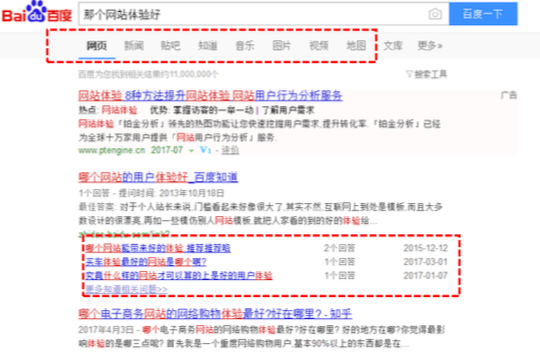 Bai du 百度
那个网站体验好
百度一下
网页 新闻 贴吧 知道 音乐 图片 视频 地图 文库 更多»
百度为您找到相关结果约11,000,000个
搜索工具
网站体验 8种方法提升网站体验 网站用户行为分析服务
广告
热点: 网站体验 优势: 掌握访客的一举一动 | 了解用户需求
网站体验「铂金分析」领先的热图功能让你快速挖掘用户需求,提升转化率.「铂金分析」已经
为全球十万家用户提供「网站用户行为分析」服务.
www.ptengine.cn 2017-07 V1 - 评价
哪个网站的用户体验好_百度知道
1个回答 - 提问时间: 2013年10月18日
最佳答案: 对于个人站长来说,门槛看起来好像很大了,其实不然,互联网上到处是模板,而且大多
数设计的很漂亮,再如一些模仿别人网站模板,就把人家看的到的好的体验给...
哪个网站能带来好的体验,推荐推荐呢 2个回答 2015-12-12
买车体验最好的网站是哪个啊? 1个回答 2017-03-01
究竟什么样的网站才可以算的上是好的用户体验 1个回答 2017-01-07
更多知道相关问题>>
哪个电子商务网站的网络购物体验最好?好在哪里? - 知乎
2017年4月3日 - 哪个电子商务网站的网络购物体验最好?好在哪里? 好的地方在哪?你觉得最影
响体验的是哪三点呢? 首先我是一个重度网络购物用户,基本90%以上的东西都是在...